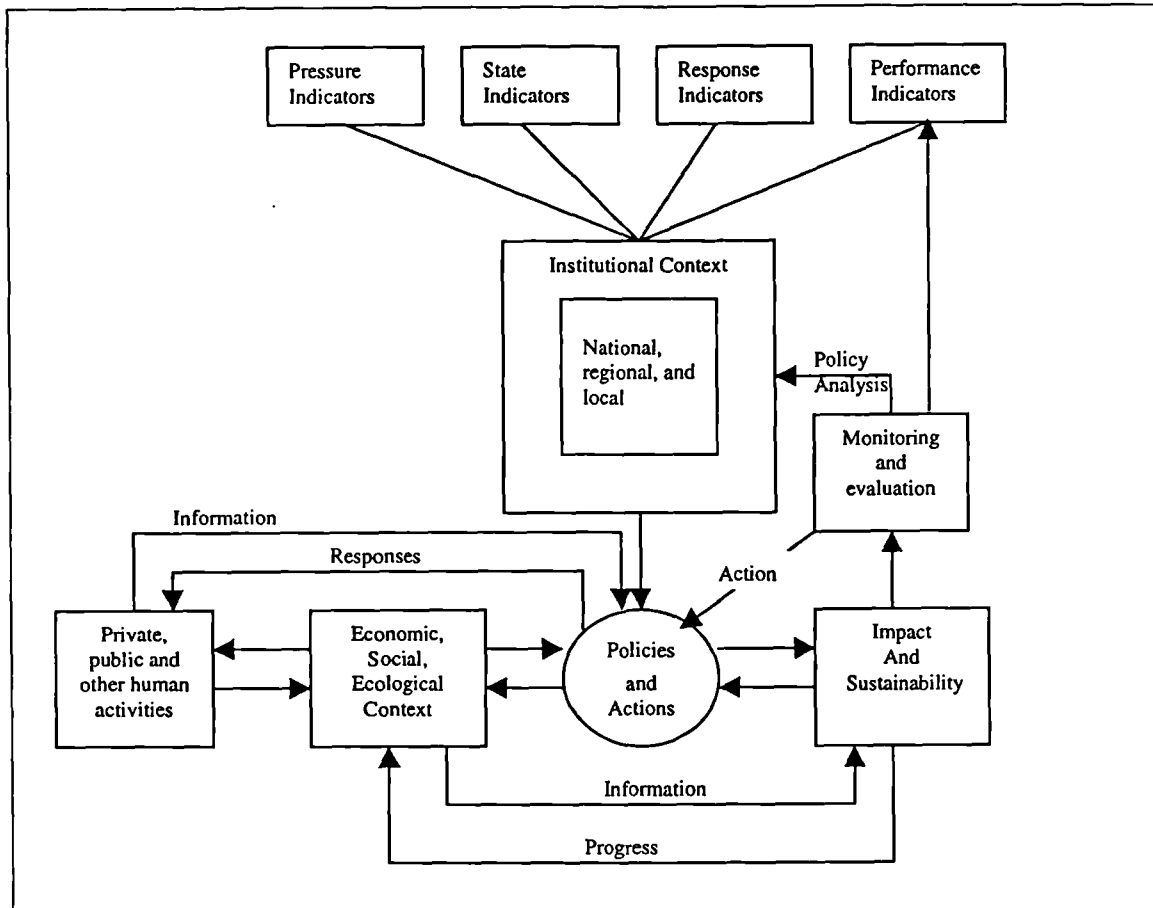 Pressure
Indicators
State
Indicators
Response
Indicators
Performance
Indicators
Institutional Context
National,
regional, and
local
Policy
Analysis
Monitoring
and
evaluation
Information
Responses
Action
Private,
public and
other human
activities
Economic,
Social,
Ecological
Context
Policies
and
Actions
Impact
And
Sustainability
Information
Progress